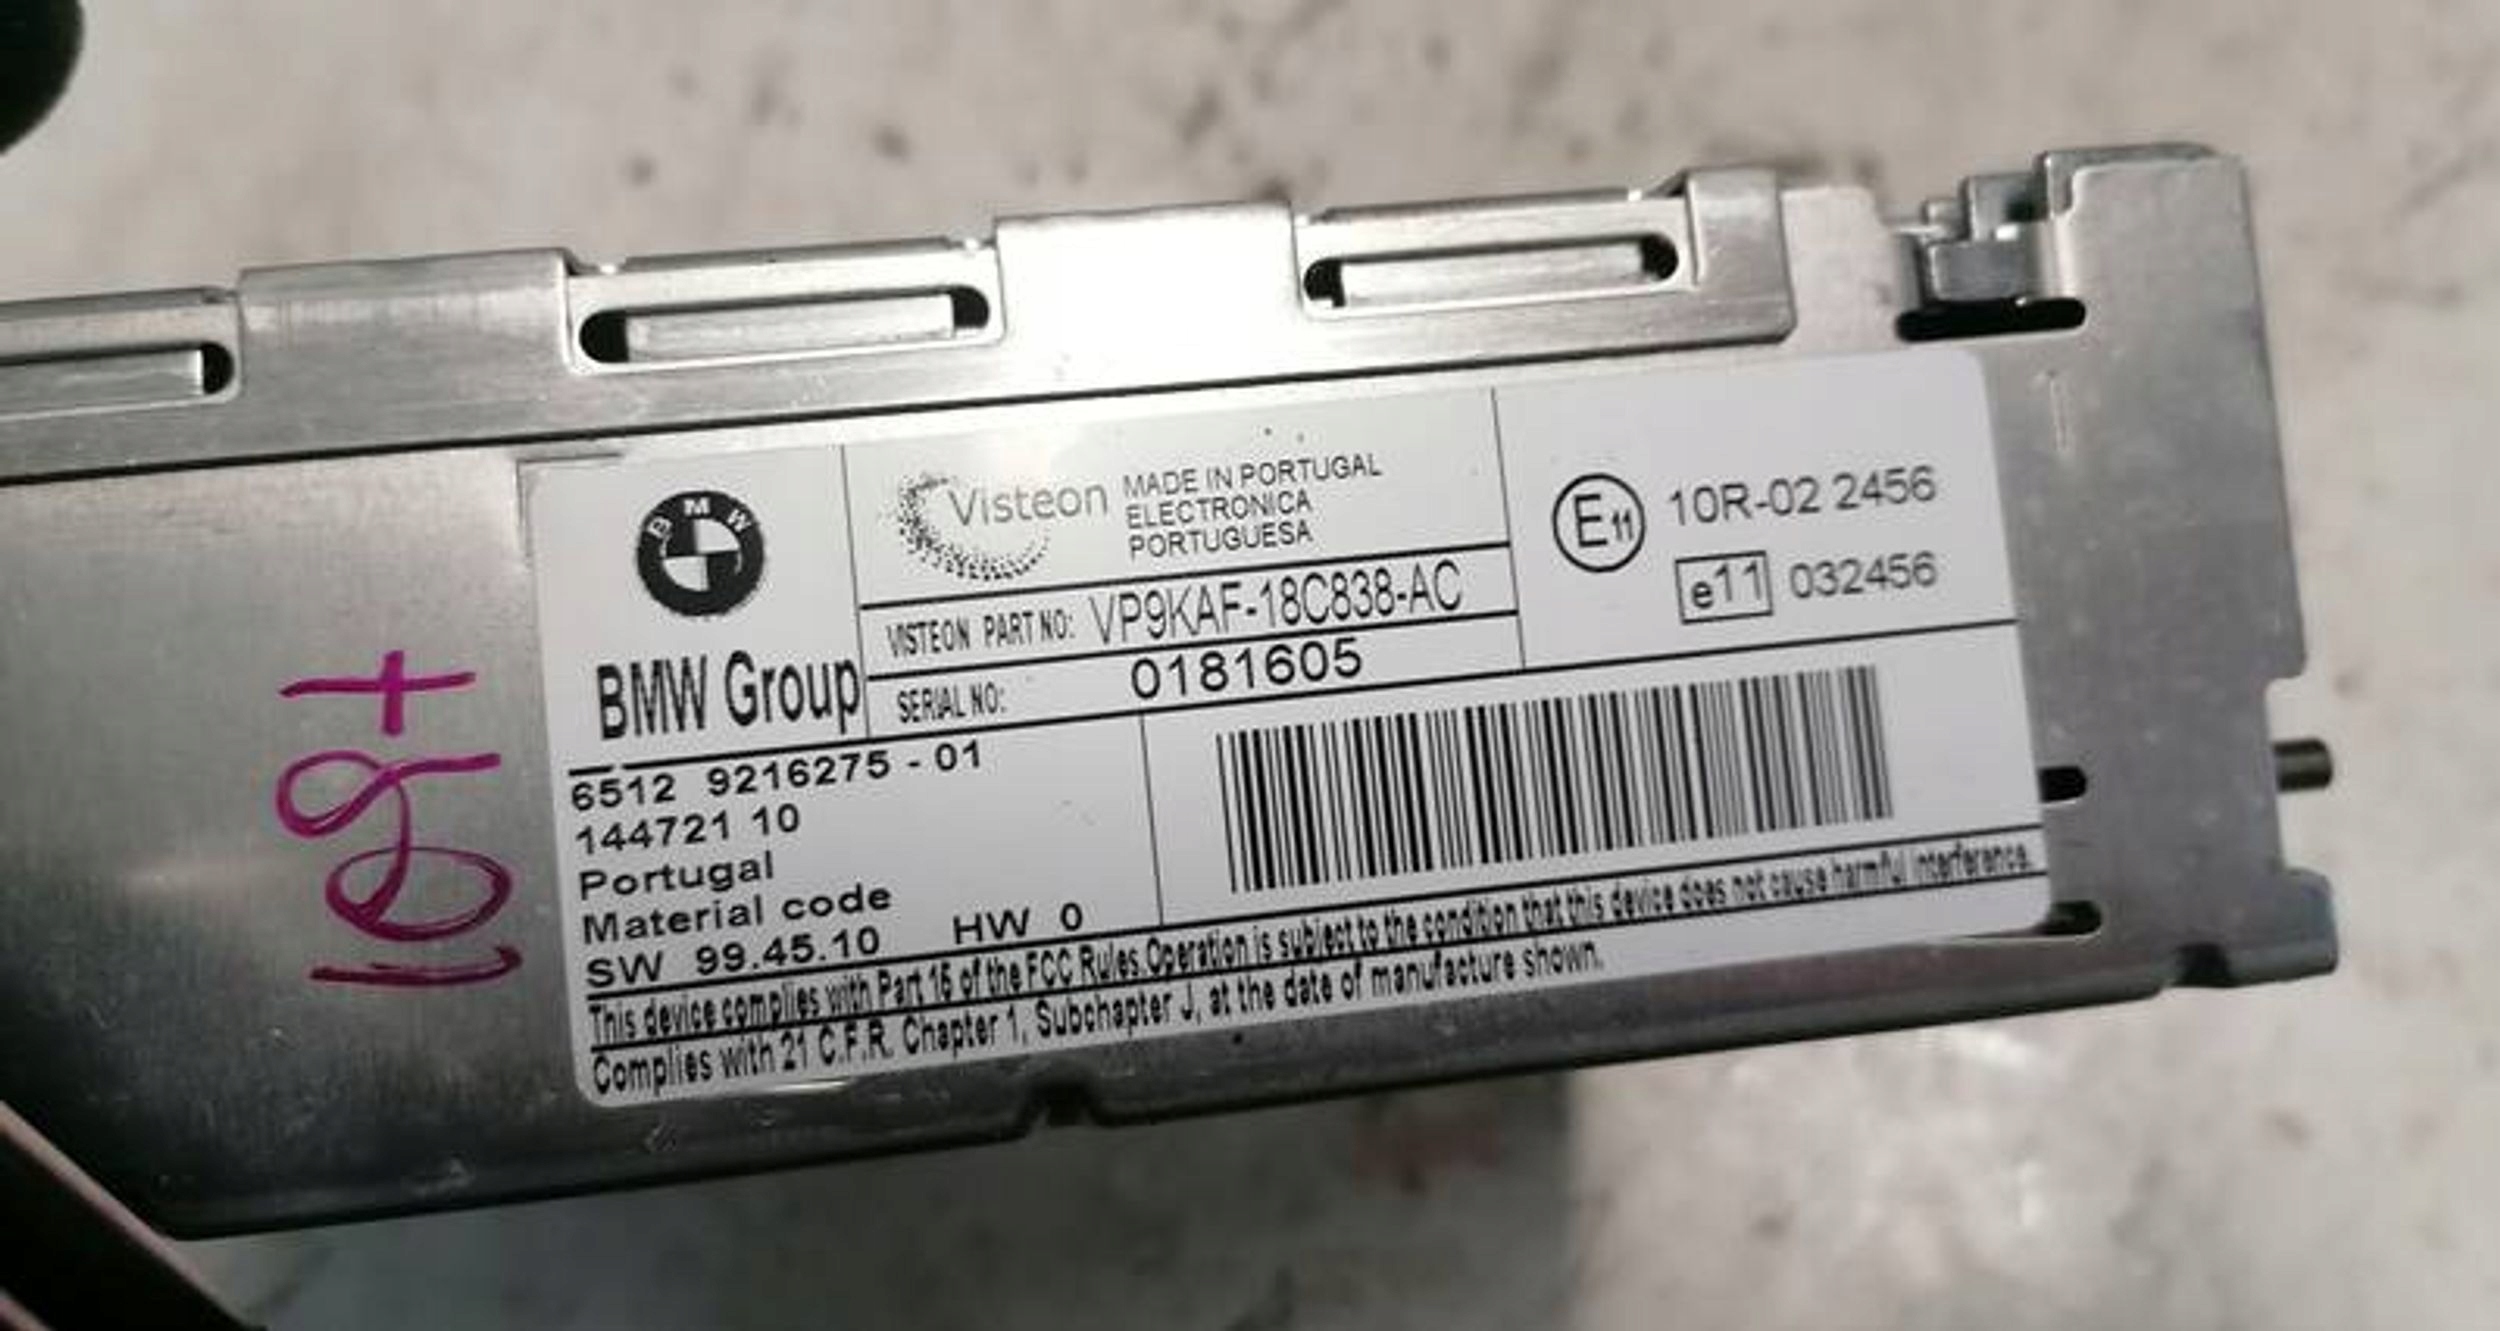 B M W
BMW Group
Visteon
MADE IN PORTUGAL
ELECTRONICA
PORTUGUESA
VISTEON PART NO: VP9KAF-18C838-AC
SERIAL NO: 0181605
E11 10R-02 2456
e11 032456
6512 9216275 - 01
144721 10
Portugal
Material code
SW 99.45.10 HW 0
This device complies with Part 15 of the FCC Rules.Operation is subject to the condition that this device does not cause harmful interference.
Complies with 21 C.F.R. Chapter 1, Subchapter J, at the date of manufacture shown.